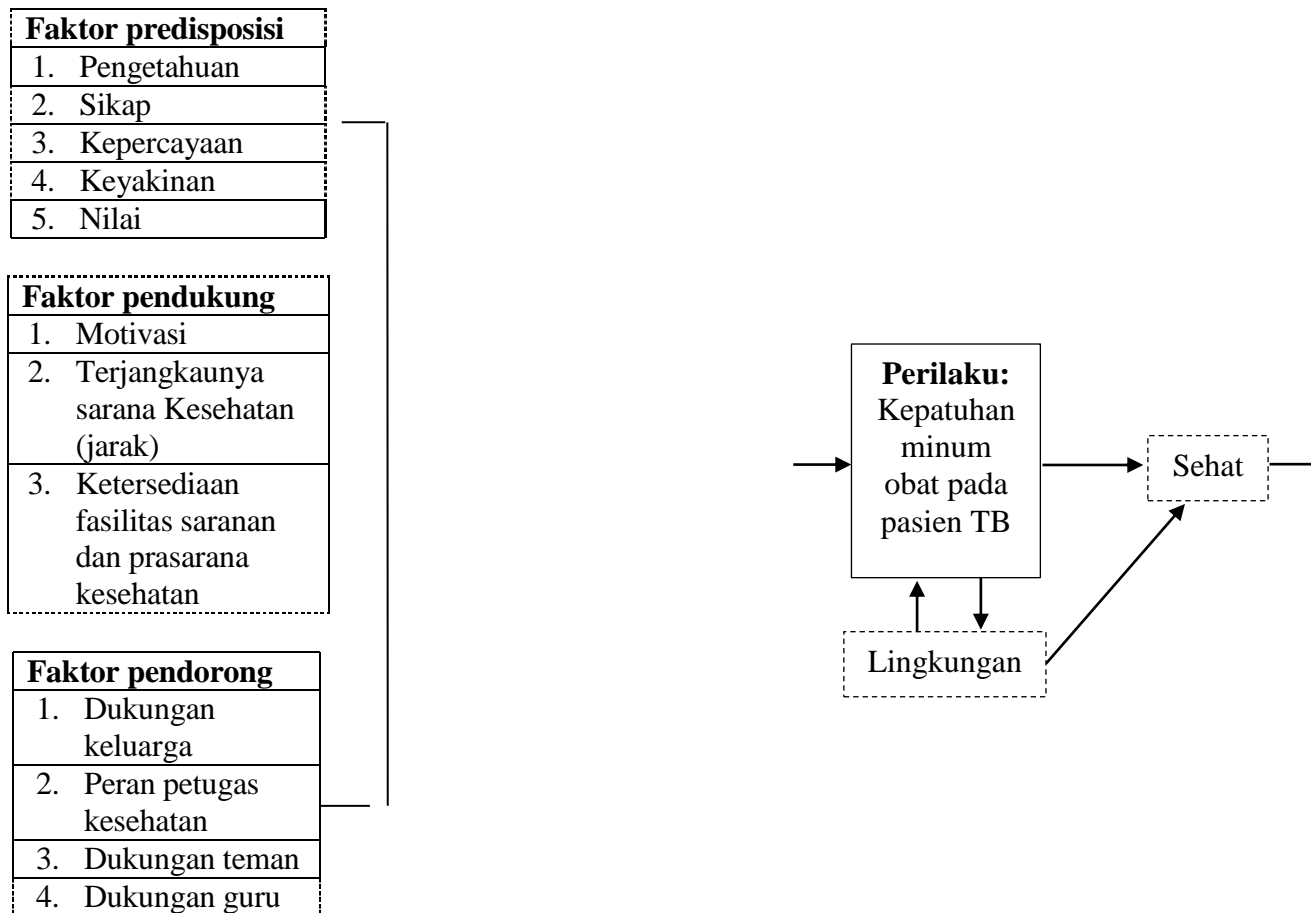 Faktor predisposisi
1. Pengetahuan
2. Sikap
3. Kepercayaan
4. Keyakinan
5. Nilai
Faktor pendukung
1. Motivasi
2. Terjangkaunya
sarana Kesehatan
(jarak)
3. Ketersediaan
fasilitas saranan
dan prasarana
kesehatan
Faktor pendorong
1. Dukungan
keluarga
2. Peran petugas
kesehatan
3. Dukungan teman
4. Dukungan guru
Perilaku:
Kepatuhan
minum
obat pada
pasien TB
Sehat
Lingkungan